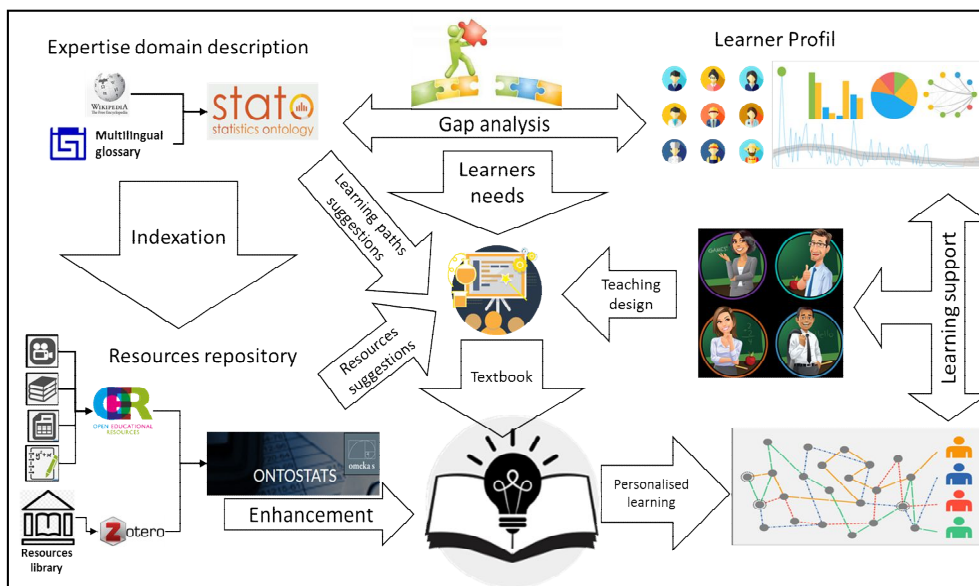 Expertise domain description
WIKIPEDIA
The Free Encyclopedia
Multilingual
glossary
stato
statistics ontology
Gap analysis
Learner Profil
Learners
needs
Learning paths
suggestions
Indexation
Teaching
design
Learning support
Resources repository
Resources
suggestions
Textbook
OER
OPEN EDUCATIONAL
RESOURCES
ONTOSTATS
omeka s
Enhancement
Personalised
learning
Resources
library
Zotero